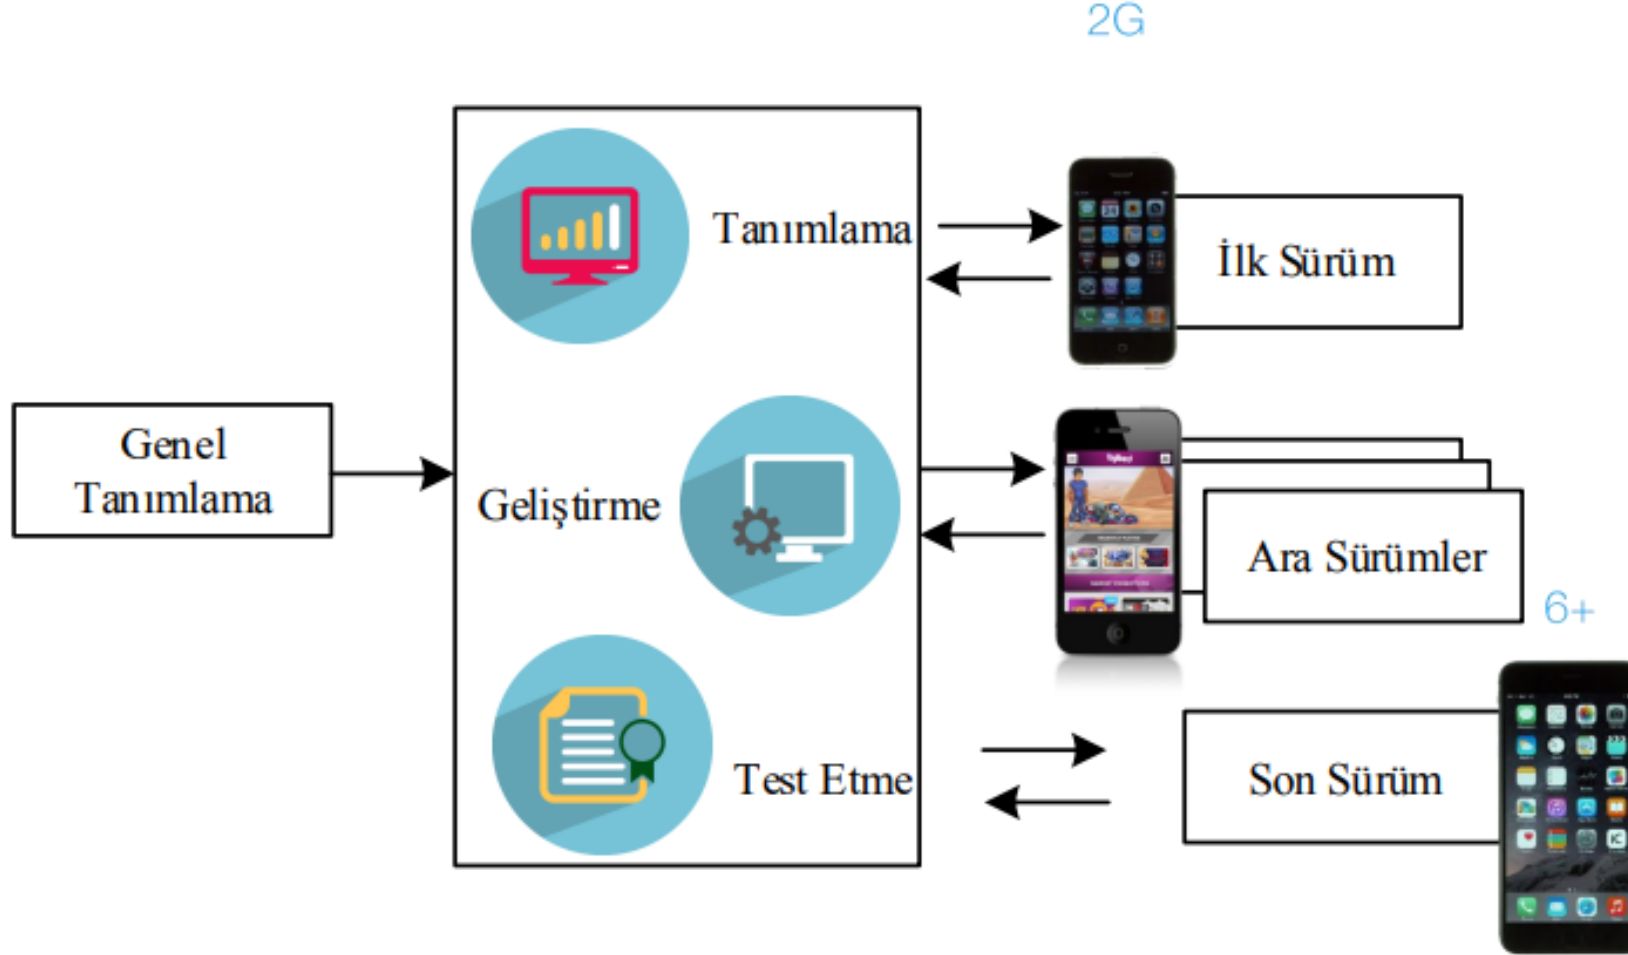 2G
Tanımlama
İlk Sürüm
Genel
Tanımlama
Geliştirme
Ara Sürümler
6+
Test Etme
Son Sürüm